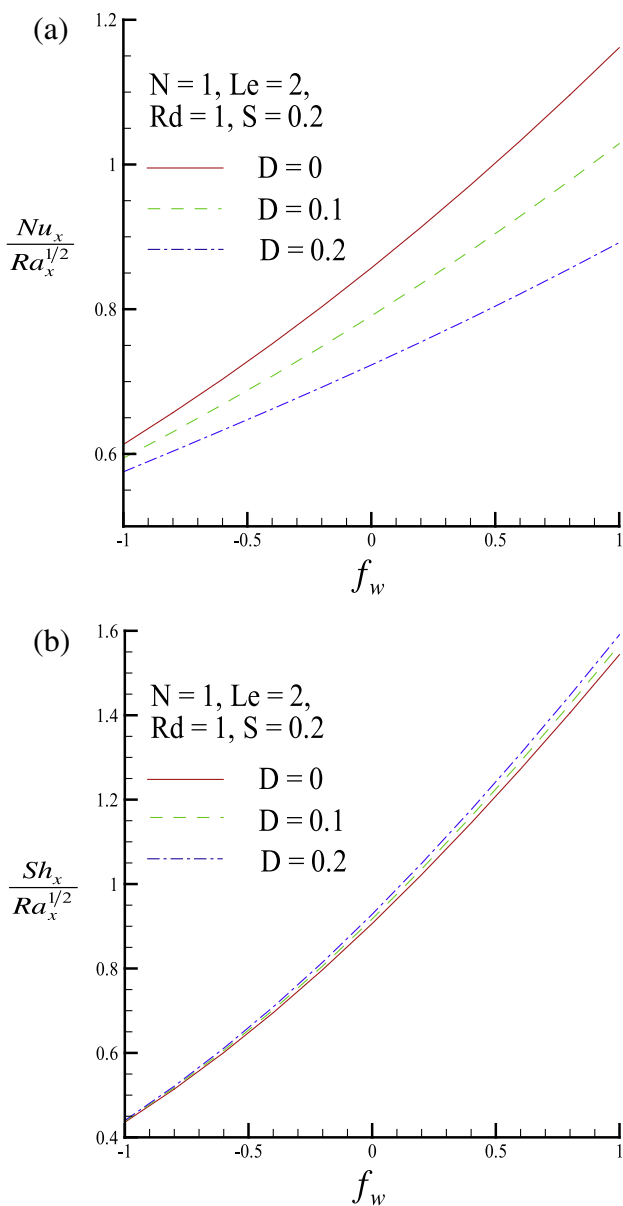 (a)
1.2
1
0.8
0.6
N = 1, Le = 2,
Rd = 1, S = 0.2
D = 0
D = 0.1
D = 0.2
Nu_x
Ra_x^{1/2}
-1 -0.5 0 0.5 1
f_w
(b)
1.6
1.4
1.2
1
0.8
0.6
0.4
N = 1, Le = 2,
Rd = 1, S = 0.2
D = 0
D = 0.1
D = 0.2
Sh_x
Ra_x^{1/2}
-1 -0.5 0 0.5 1
f_w